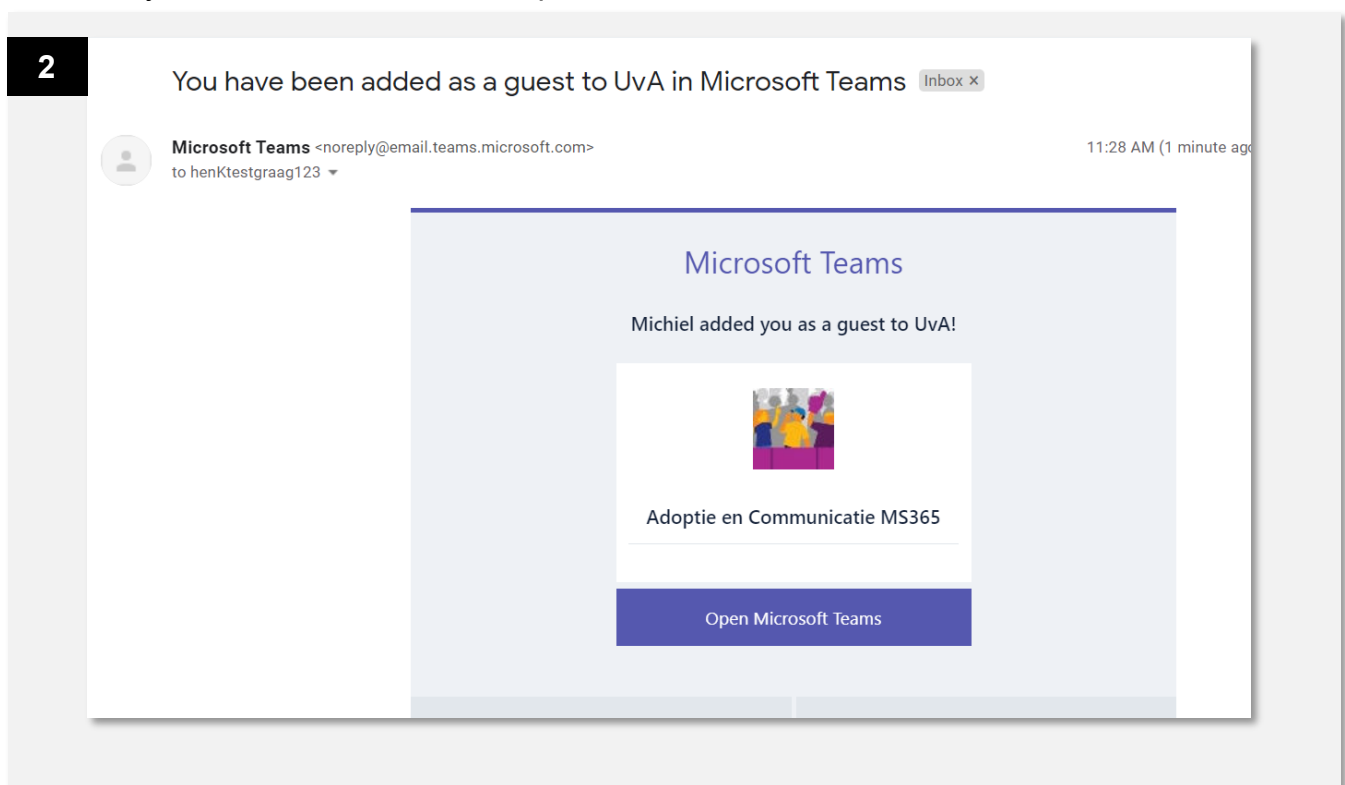 2
You have been added as a guest to UvA in Microsoft Teams Inbox ×
Microsoft Teams <noreply@email.teams.microsoft.com> 11:28 AM (1 minute ago
to henKtestgraag123
Microsoft Teams
Michiel added you as a guest to UvA!
Adoptie en Communicatie MS365
Open Microsoft Teams